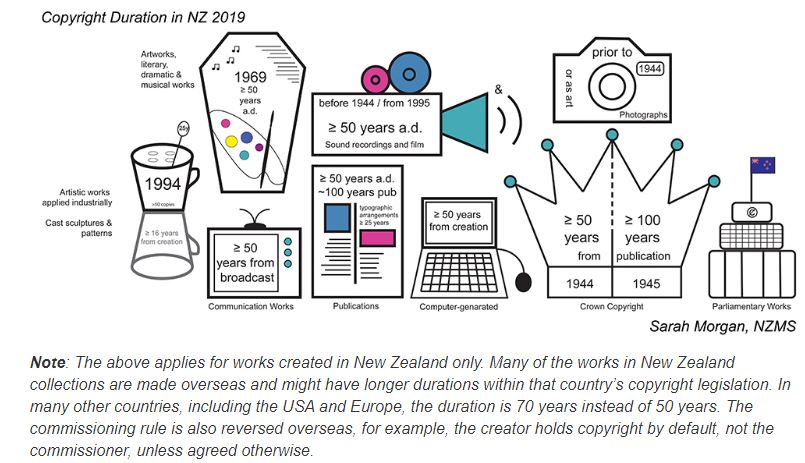 Copyright Duration in NZ 2019
Artworks,
literary,
dramatic &
musical works
1969
≥ 50
years
a.d.
before 1944 / from 1995
≥ 50 years a.d.
Sound recordings and film
&
prior to
1944
or as art
Photographs
25y
1994
>50 copies
Artistic works
applied industrially
Cast sculptures &
patterns
≥ 16 years
from creation
≥ 50
years from
broadcast
Communication Works
≥ 50 years a.d.
~100 years pub
typographic
arrangements
≥ 25 years
Publications
≥ 50 years
from creation
Computer-genarated
≥ 50
years
from
1944
≥ 100
years
publication
1945
Crown Copyright
©
Parliamentary Works
Sarah Morgan, NZMS
Note: The above applies for works created in New Zealand only. Many of the works in New Zealand
collections are made overseas and might have longer durations within that country’s copyright legislation. In
many other countries, including the USA and Europe, the duration is 70 years instead of 50 years. The
commissioning rule is also reversed overseas, for example, the creator holds copyright by default, not the
commissioner, unless agreed otherwise.